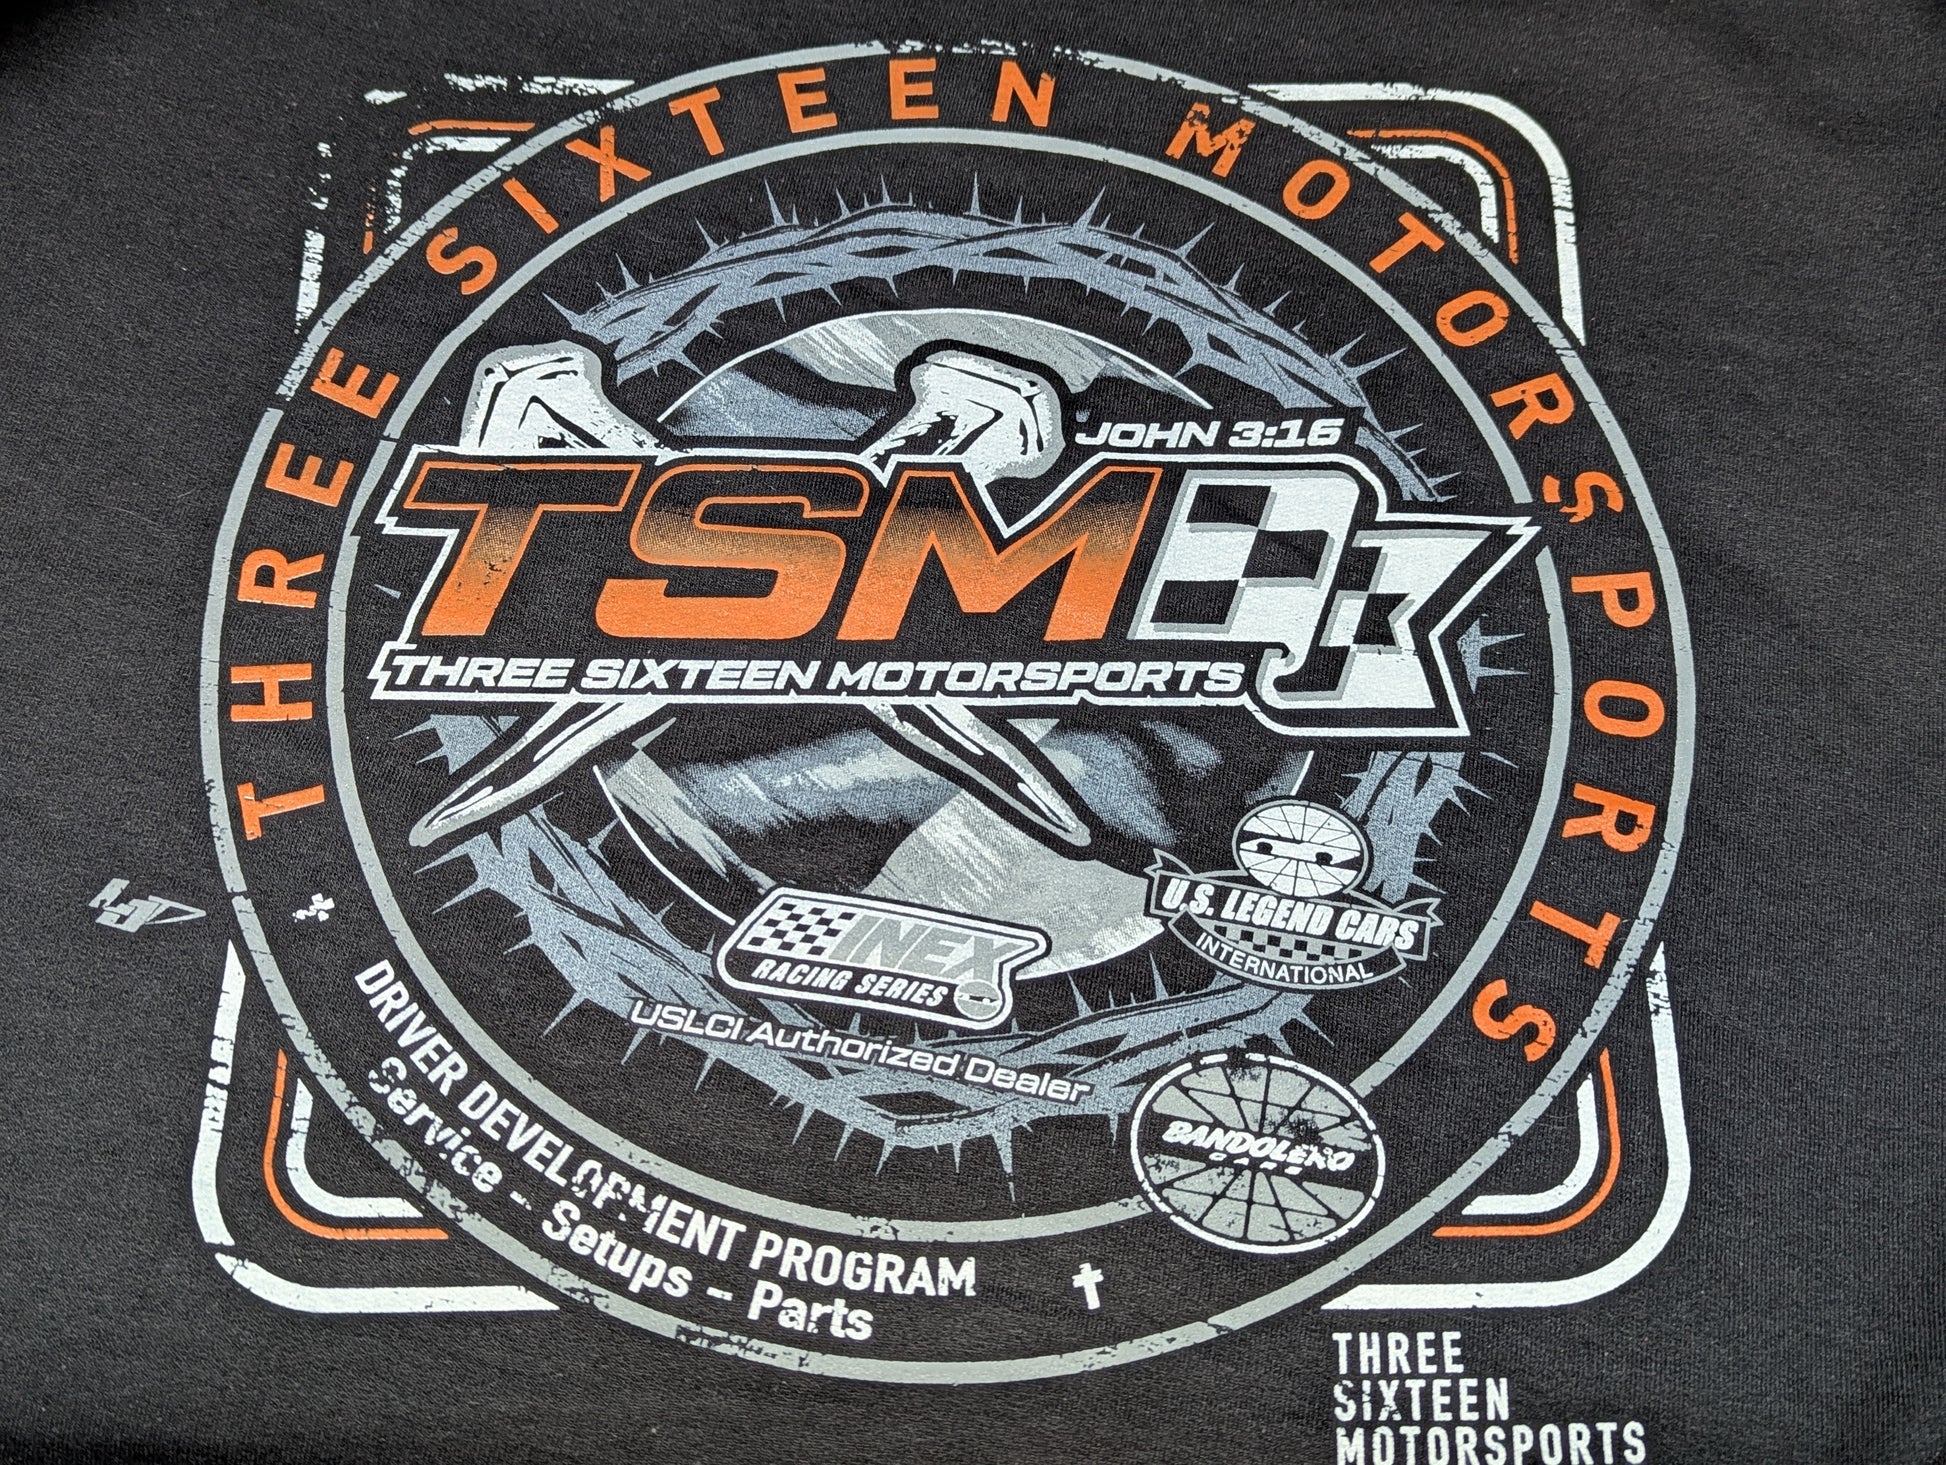 THREE SIXTEEN MOTORSPORTS
JOHN 3:16
TSM
THREE SIXTEEN MOTORSPORTS
U.S. LEGEND CARS
INTERNATIONAL
INEX
RACING SERIES
USLCI Authorized Dealer
BANDOLERO
DRIVER DEVELOPMENT PROGRAM
Service - Setups - Parts
THREE
SIXTEEN
MOTORSPORTS